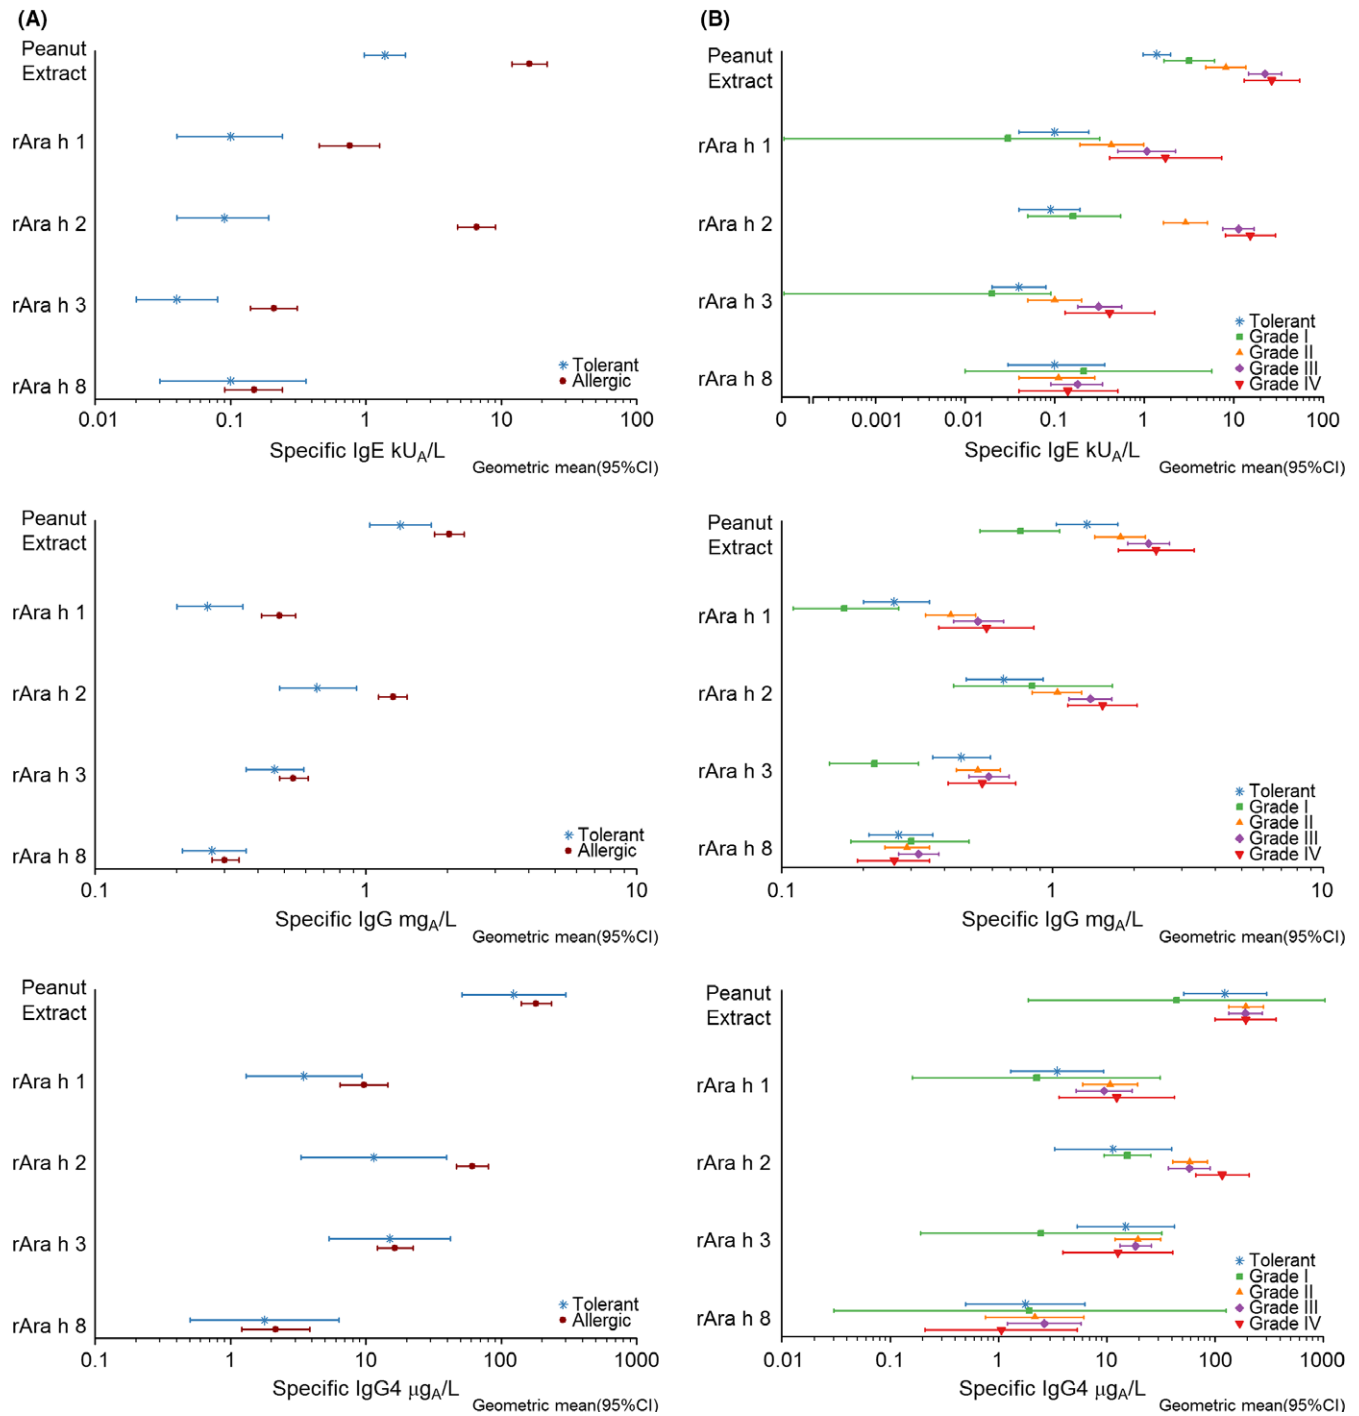 (A)
Peanut
Extract
rAra h 1
rAra h 2
rAra h 3
rAra h 8
Tolerant
Allergic
0.01 0.1 1 10 100
Specific IgE kUA/L
Geometric mean(95%CI)
(B)
Peanut
Extract
rAra h 1
rAra h 2
rAra h 3
rAra h 8
Tolerant
Grade I
Grade II
Grade III
Grade IV
0 0.001 0.01 0.1 1 10 100
Specific IgE kUA/L
Geometric mean(95%CI)
Peanut
Extract
rAra h 1
rAra h 2
rAra h 3
rAra h 8
Tolerant
Allergic
0.1 1 10
Specific IgG mgA/L
Geometric mean(95%CI)
Peanut
Extract
rAra h 1
rAra h 2
rAra h 3
rAra h 8
Tolerant
Grade I
Grade II
Grade III
Grade IV
0.1 1 10
Specific IgG mgA/L
Geometric mean(95%CI)
Peanut
Extract
rAra h 1
rAra h 2
rAra h 3
rAra h 8
Tolerant
Allergic
0.1 1 10 100 1000
Specific IgG4 μgA/L
Geometric mean(95%CI)
Peanut
Extract
rAra h 1
rAra h 2
rAra h 3
rAra h 8
Tolerant
Grade I
Grade II
Grade III
Grade IV
0.01 0.1 1 10 100 1000
Specific IgG4 μgA/L
Geometric mean(95%CI)